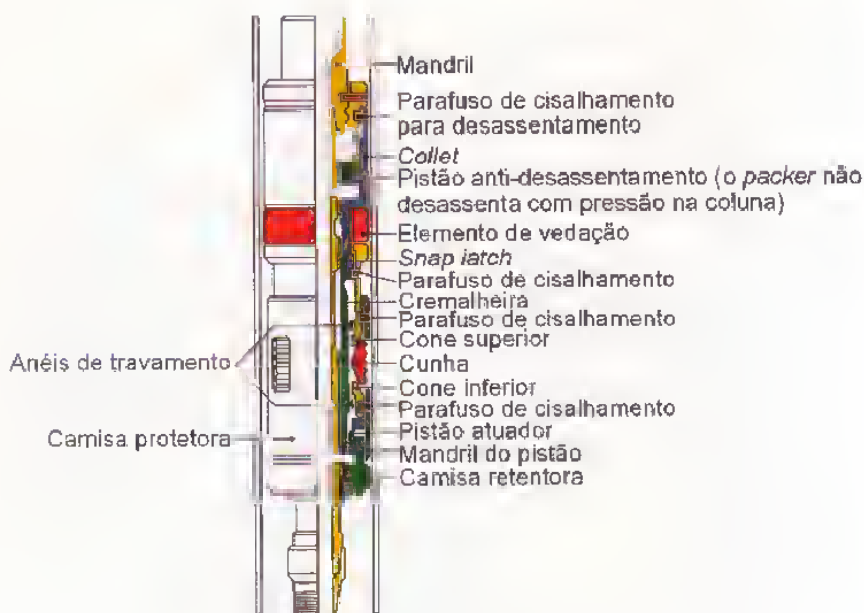 Mandril
Parafuso de cisalhamento
para desassentamento
Collet
Pistão anti-desassentamento (o packer não
desassenta com pressão na coluna)
Elemento de vedação
Snap latch
Parafuso de cisalhamento
Cremalheira
Parafuso de cisalhamento
Cone superior
Anéis de travamento
Cunha
Cone inferior
Parafuso de cisalhamento
Camisa protetora
Pistão atuador
Mandril do pistão
Camisa retentora